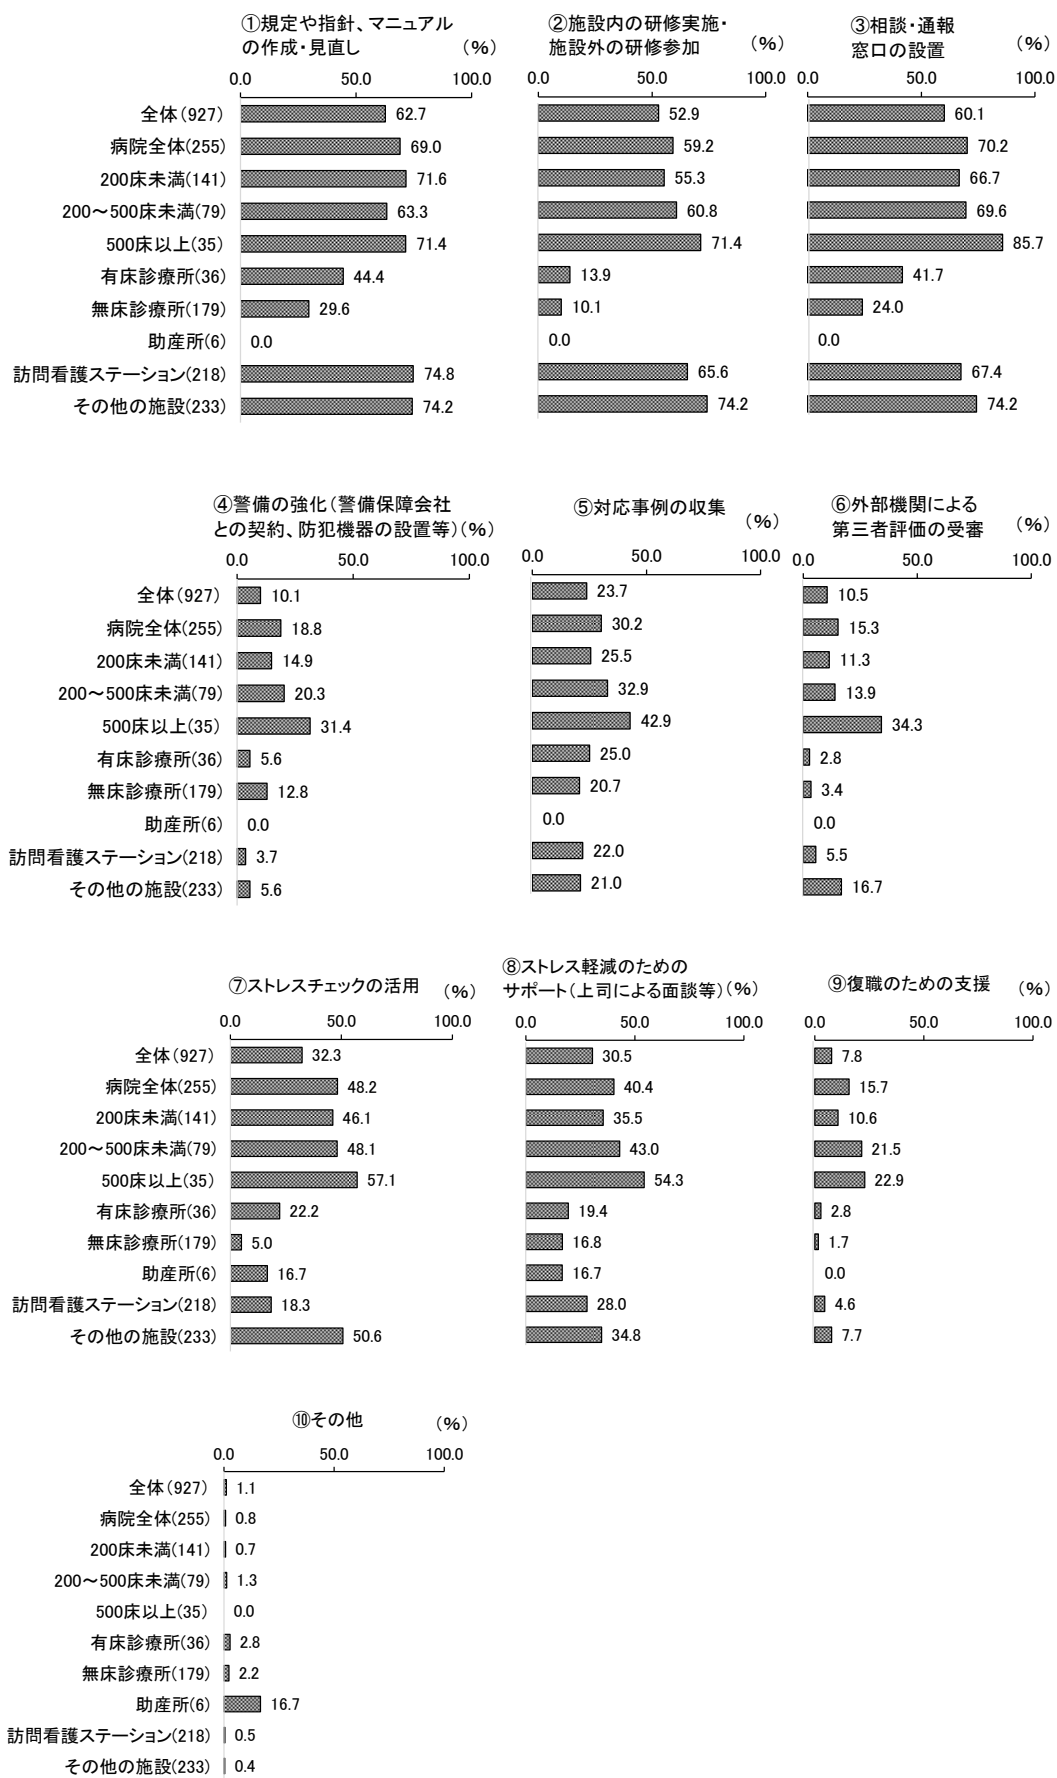 ①規定や指針、マニュアル
の作成・見直し (%)
0.0 50.0 100.0
全体(927) 62.7
病院全体(255) 69.0
200床未満(141) 71.6
200～500床未満(79) 63.3
500床以上(35) 71.4
有床診療所(36) 44.4
無床診療所(179) 29.6
助産所(6) 0.0
訪問看護ステーション(218) 74.8
その他の施設(233) 74.2
②施設内の研修実施・
施設外の研修参加 (%)
0.0 50.0 100.0
52.9
59.2
55.3
60.8
71.4
13.9
10.1
0.0
65.6
74.2
③相談・通報
窓口の設置 (%)
0.0 50.0 100.0
60.1
70.2
66.7
69.6
85.7
41.7
24.0
0.0
67.4
74.2
④警備の強化(警備保障会社
との契約、防犯機器の設置等)(%)
0.0 50.0 100.0
全体(927) 10.1
病院全体(255) 18.8
200床未満(141) 14.9
200～500床未満(79) 20.3
500床以上(35) 31.4
有床診療所(36) 5.6
無床診療所(179) 12.8
助産所(6) 0.0
訪問看護ステーション(218) 3.7
その他の施設(233) 5.6
⑤対応事例の収集 (%)
0.0 50.0 100.0
23.7
30.2
25.5
32.9
42.9
25.0
20.7
0.0
22.0
21.0
⑥外部機関による
第三者評価の受審 (%)
0.0 50.0 100.0
10.5
15.3
11.3
13.9
34.3
2.8
3.4
0.0
5.5
16.7
⑦ストレスチェックの活用 (%)
0.0 50.0 100.0
全体(927) 32.3
病院全体(255) 48.2
200床未満(141) 46.1
200～500床未満(79) 48.1
500床以上(35) 57.1
有床診療所(36) 22.2
無床診療所(179) 5.0
助産所(6) 16.7
訪問看護ステーション(218) 18.3
その他の施設(233) 50.6
⑧ストレス軽減のための
サポート(上司による面談等)(%)
0.0 50.0 100.0
30.5
40.4
35.5
43.0
54.3
19.4
16.8
16.7
28.0
34.8
⑨復職のための支援 (%)
0.0 50.0 100.0
7.8
15.7
10.6
21.5
22.9
2.8
1.7
0.0
4.6
7.7
⑩その他 (%)
0.0 50.0 100.0
全体(927) 1.1
病院全体(255) 0.8
200床未満(141) 0.7
200～500床未満(79) 1.3
500床以上(35) 0.0
有床診療所(36) 2.8
無床診療所(179) 2.2
助産所(6) 16.7
訪問看護ステーション(218) 0.5
その他の施設(233) 0.4